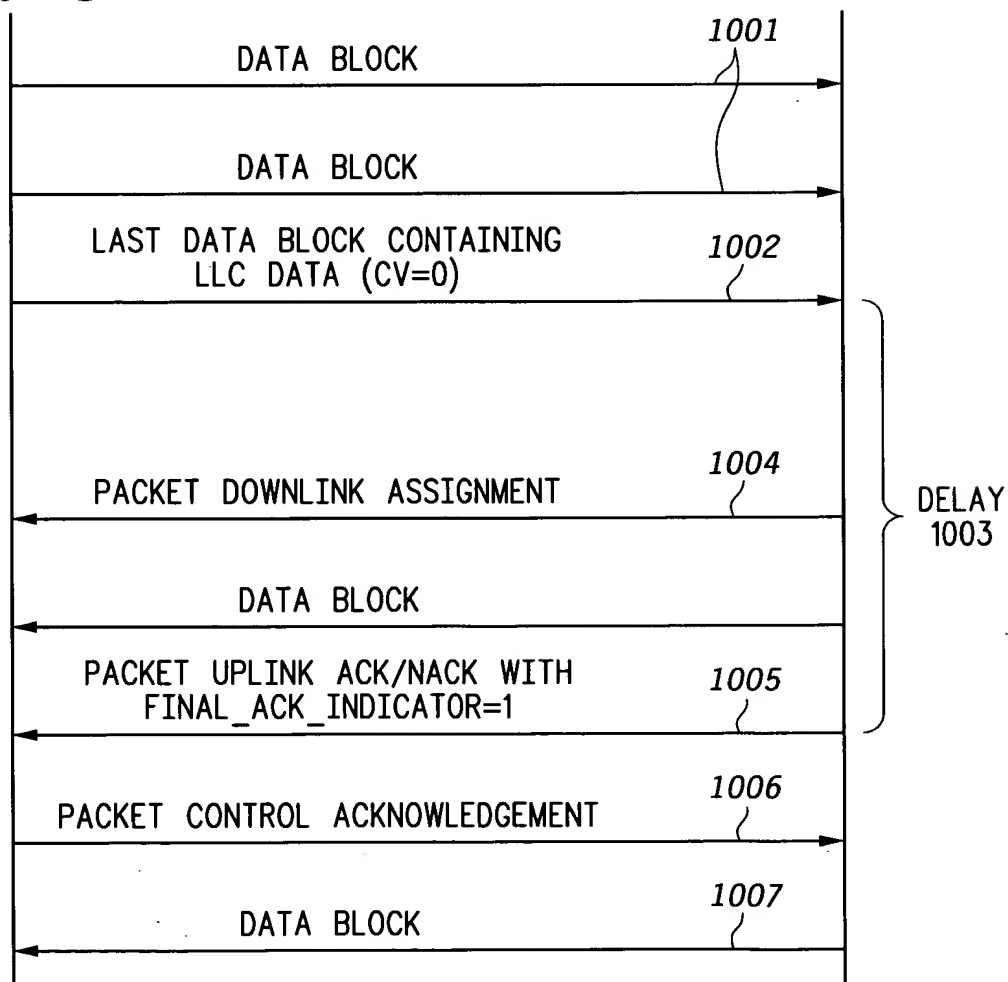 1001
DATA BLOCK
DATA BLOCK
LAST DATA BLOCK CONTAINING
LLC DATA (CV=0)
1002
1004
PACKET DOWNLINK ASSIGNMENT
DELAY
1003
DATA BLOCK
PACKET UPLINK ACK/NACK WITH
FINAL_ACK_INDICATOR=1
1005
1006
PACKET CONTROL ACKNOWLEDGEMENT
1007
DATA BLOCK